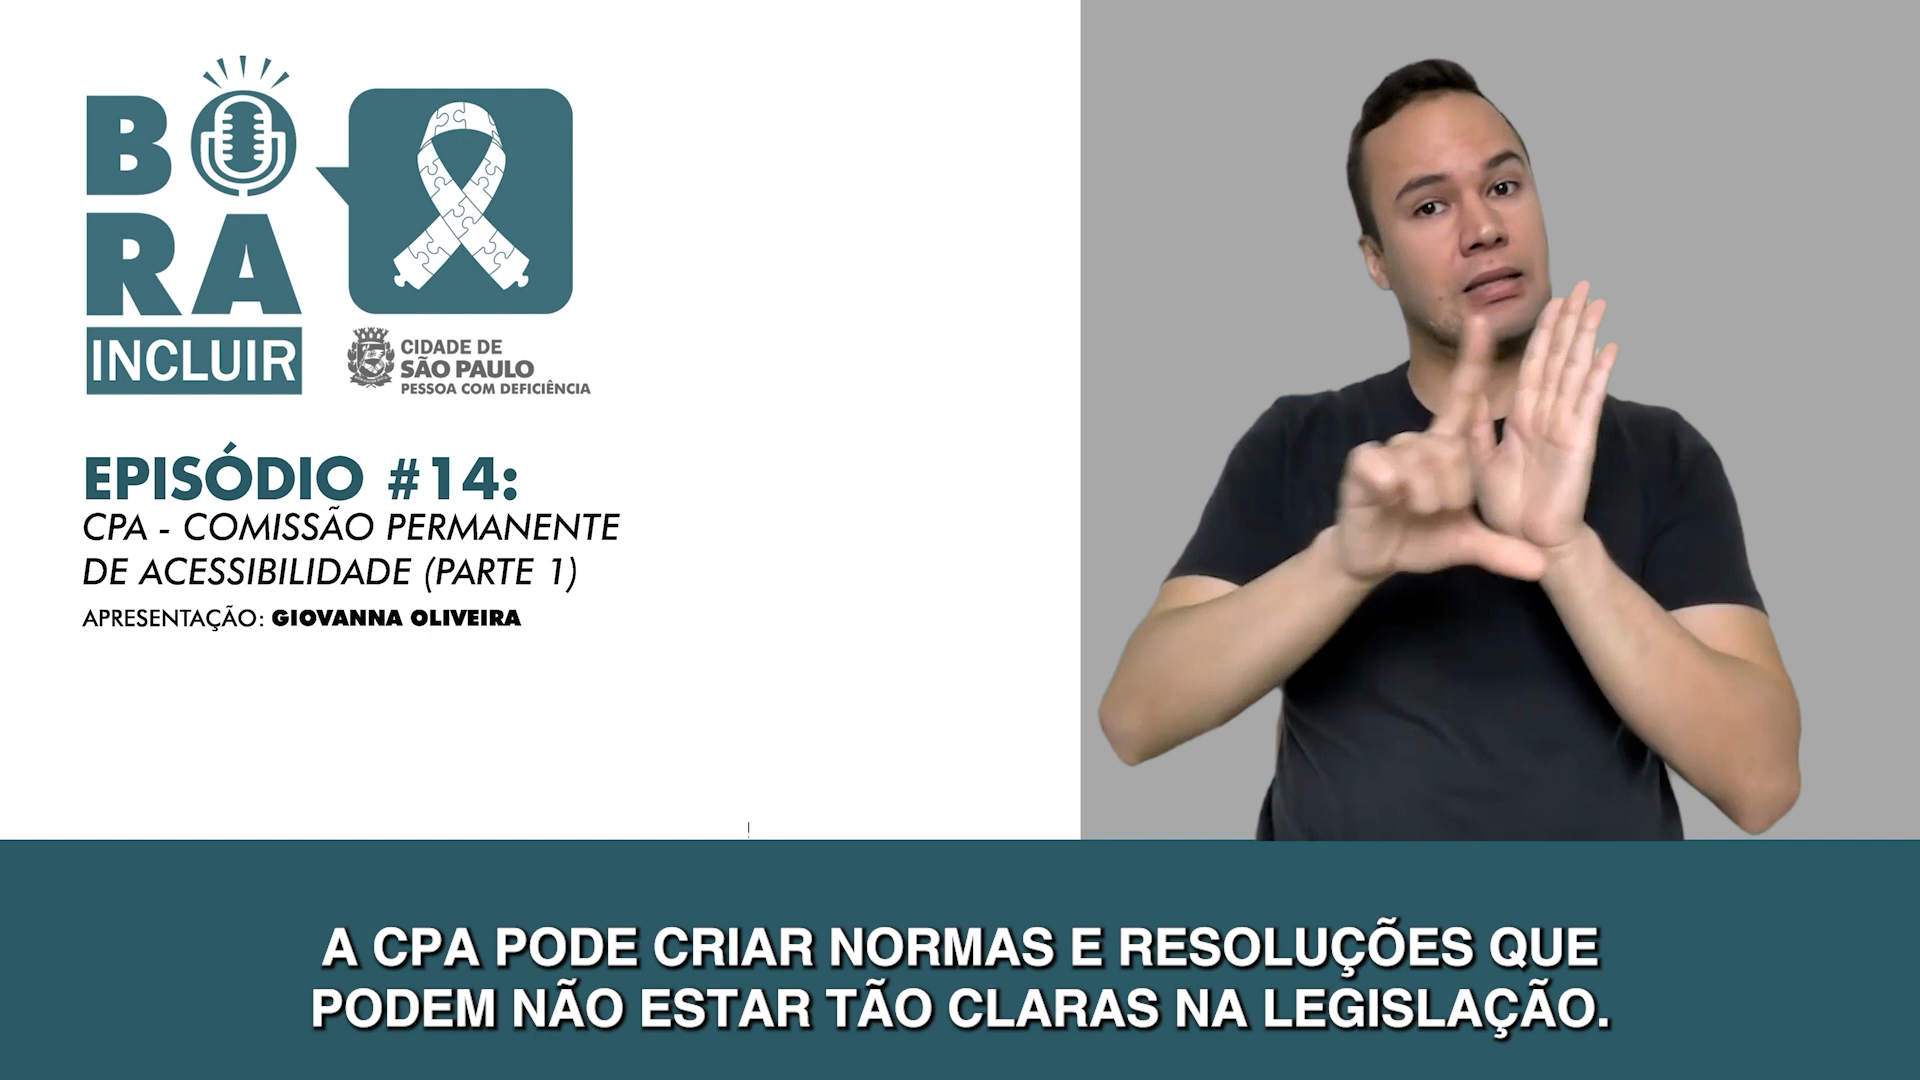 BORA
INCLUIR
CIDADE DE
SÃO PAULO
PESSOA COM DEFICIÊNCIA
EPISÓDIO #14:
CPA - COMISSÃO PERMANENTE
DE ACESSIBILIDADE (PARTE 1)
APRESENTAÇÃO: GIOVANNA OLIVEIRA
A CPA PODE CRIAR NORMAS E RESOLUÇÕES QUE
PODEM NÃO ESTAR TÃO CLARAS NA LEGISLAÇÃO.